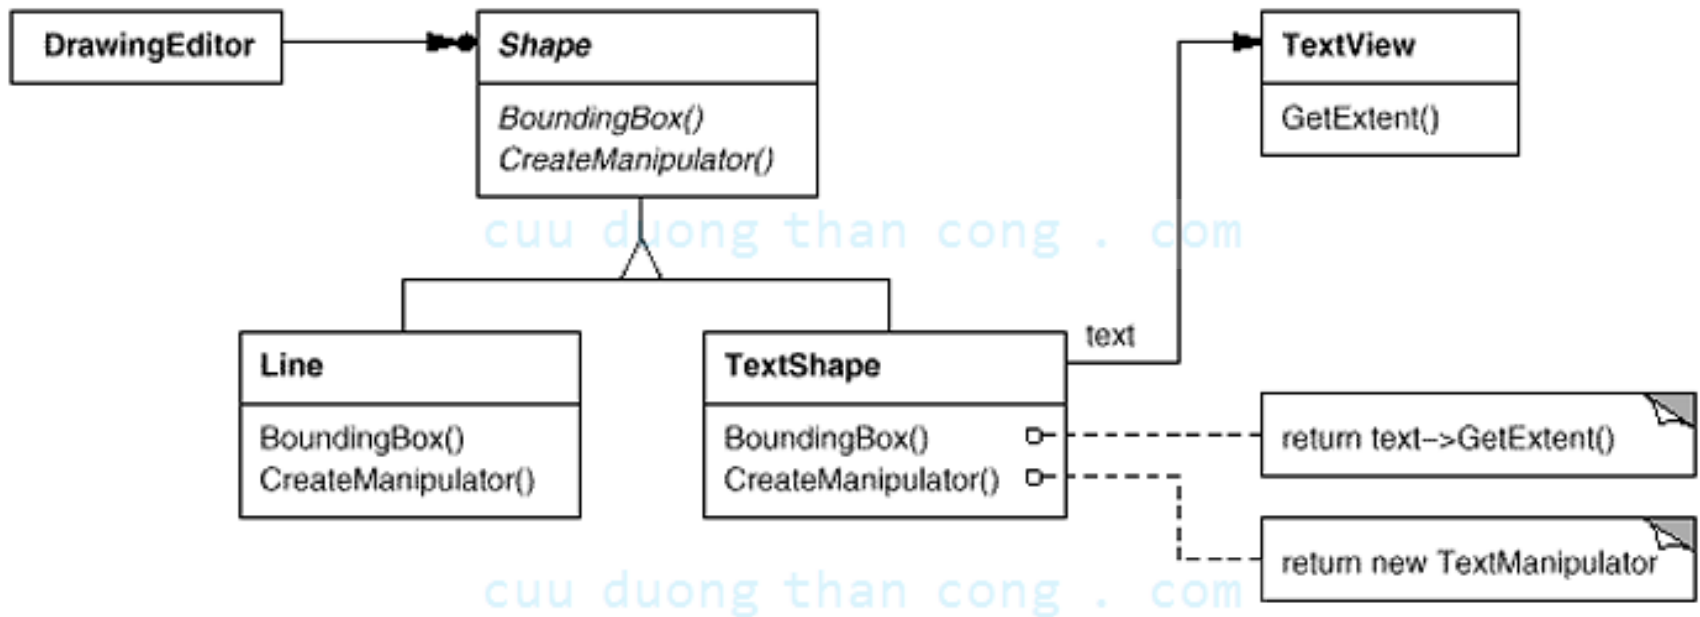 DrawingEditor
Shape
BoundingBox()
CreateManipulator()
TextView
GetExtent()
cuu duong than cong . com
Line
BoundingBox()
CreateManipulator()
TextShape
BoundingBox()
CreateManipulator()
text
return text->GetExtent()
return new TextManipulator
cuu duong than cong . com